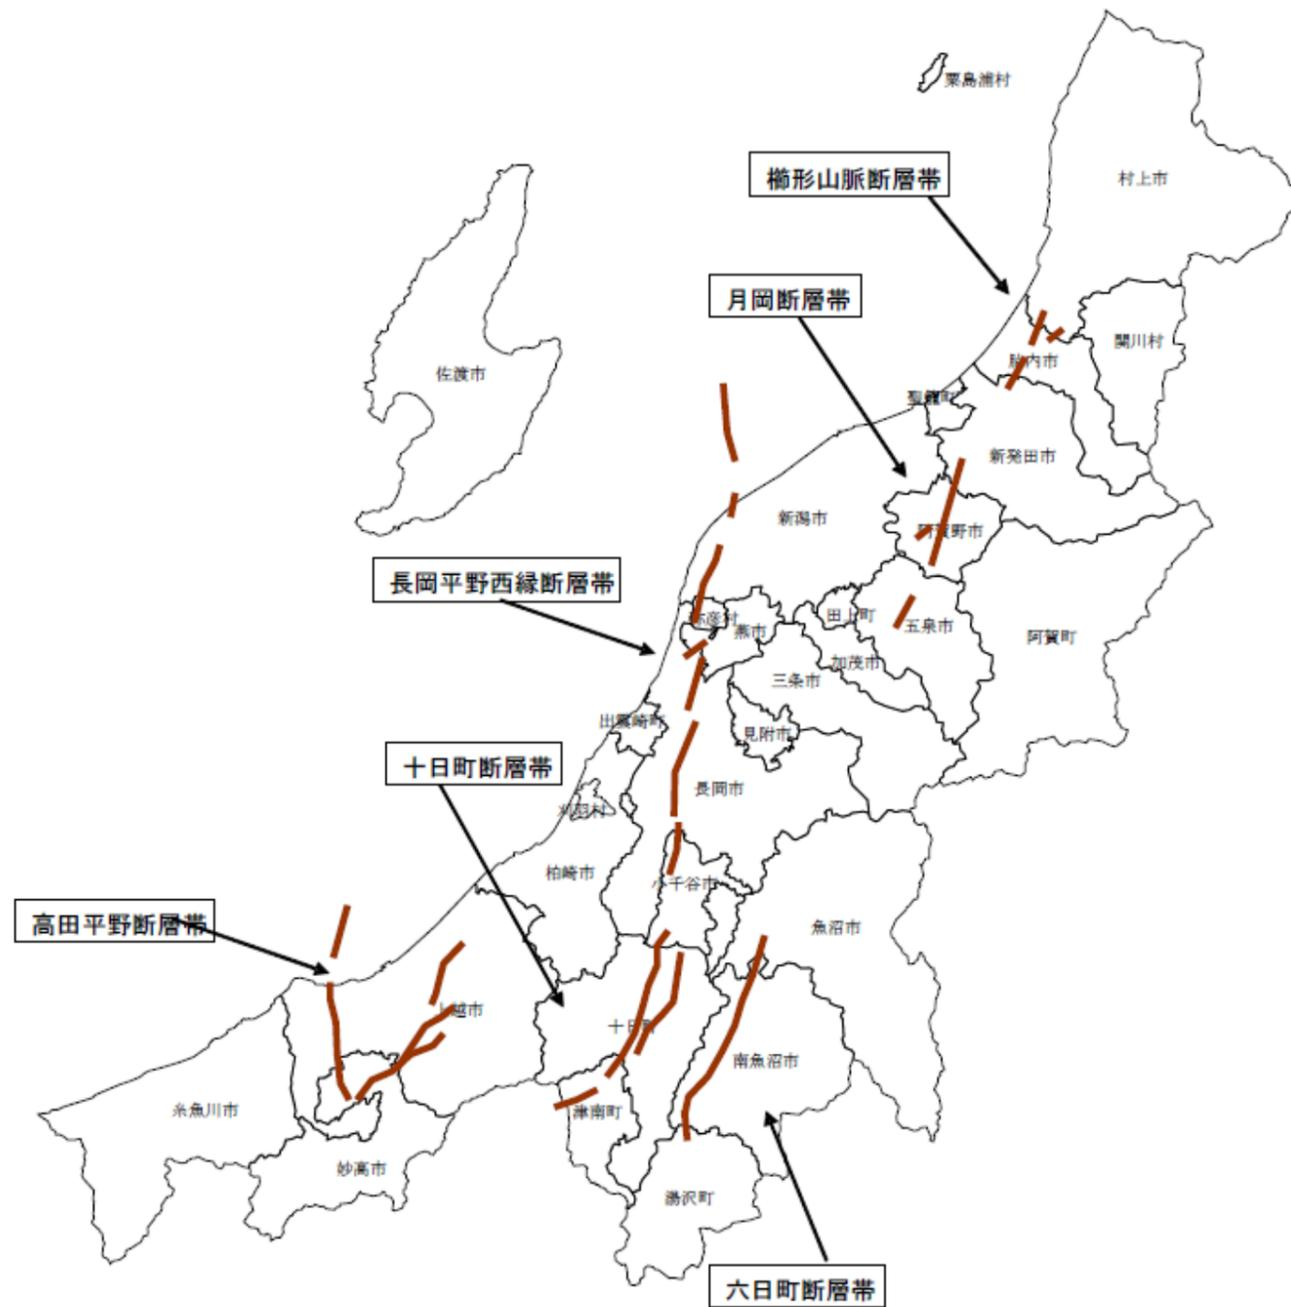 粟島浦村
櫛形山脈断層帯
村上市
月岡断層帯
関川村
胎内市
佐渡市
聖籠町
新発田市
新潟市
阿賀野市
長岡平野西縁断層帯
弥彦村
燕市
田上町
五泉市
阿賀町
加茂市
三条市
出雲崎町
見附市
十日町断層帯
長岡市
刈羽村
柏崎市
小千谷市
高田平野断層帯
魚沼市
上越市
十日町
南魚沼市
糸魚川市
津南町
妙高市
湯沢町
六日町断層帯